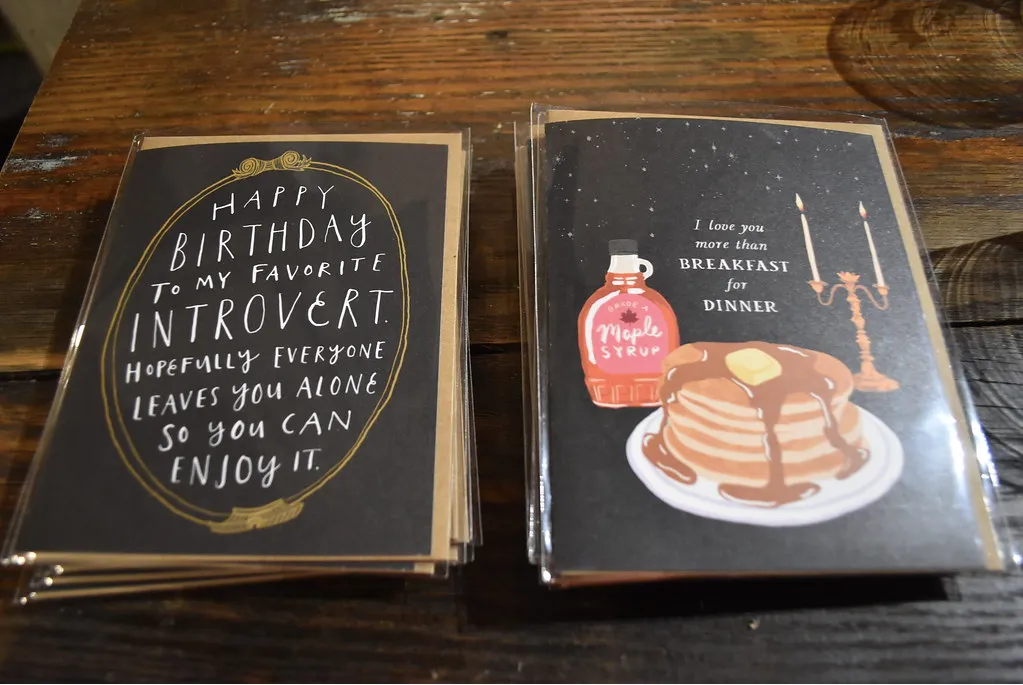 HAPPY
BIRTHDAY
TO MY FAVORITE
INTROVERT.
HOPEFULLY EVERYONE
LEAVES YOU ALONE
SO YOU CAN
ENJOY IT.
I love you
more than
BREAKFAST
for
DINNER
GRADE A
Maple
SYRUP